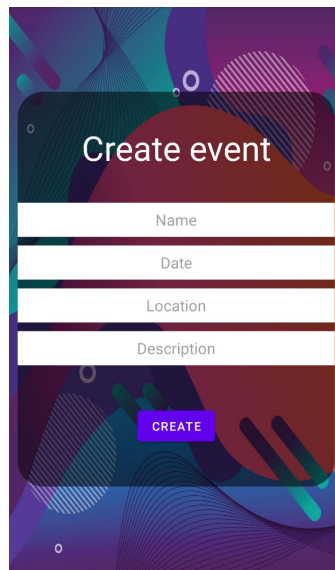 Create event
Name
Date
Location
Description
CREATE